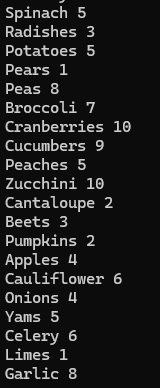 Spinach 5
Radishes 3
Potatoes 5
Pears 1
Peas 8
Broccoli 7
Cranberries 10
Cucumbers 9
Peaches 5
Zucchini 10
Cantaloupe 2
Beets 3
Pumpkins 2
Apples 4
Cauliflower 6
Onions 4
Yams 5
Celery 6
Limes 1
Garlic 8